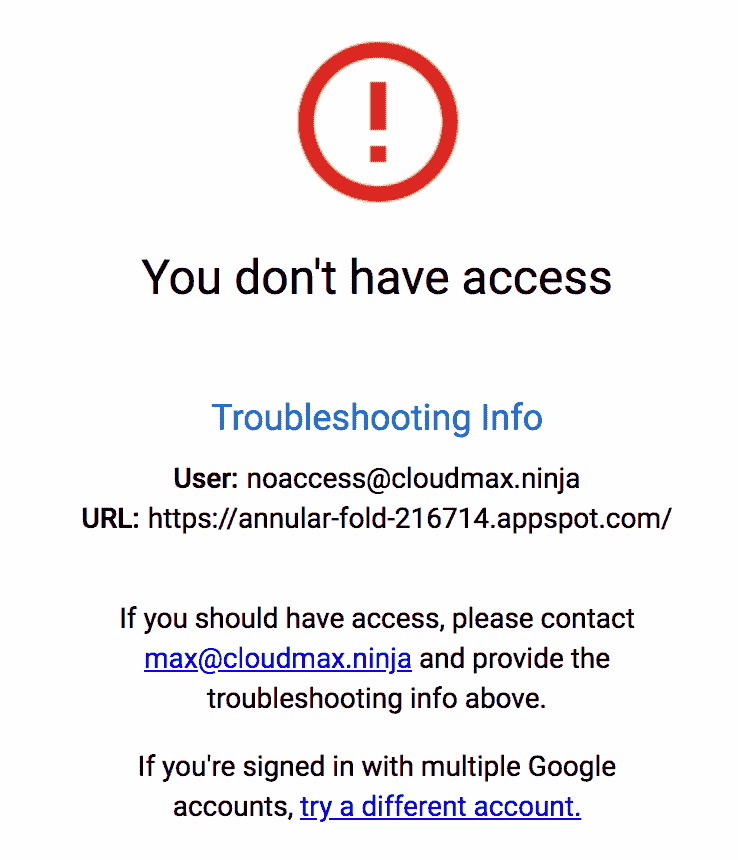 You don't have access
Troubleshooting Info
User: noaccess@cloudmax.ninja
URL: https://annular-fold-216714.appspot.com/
If you should have access, please contact
max@cloudmax.ninja and provide the
troubleshooting info above.
If you're signed in with multiple Google
accounts, try a different account.